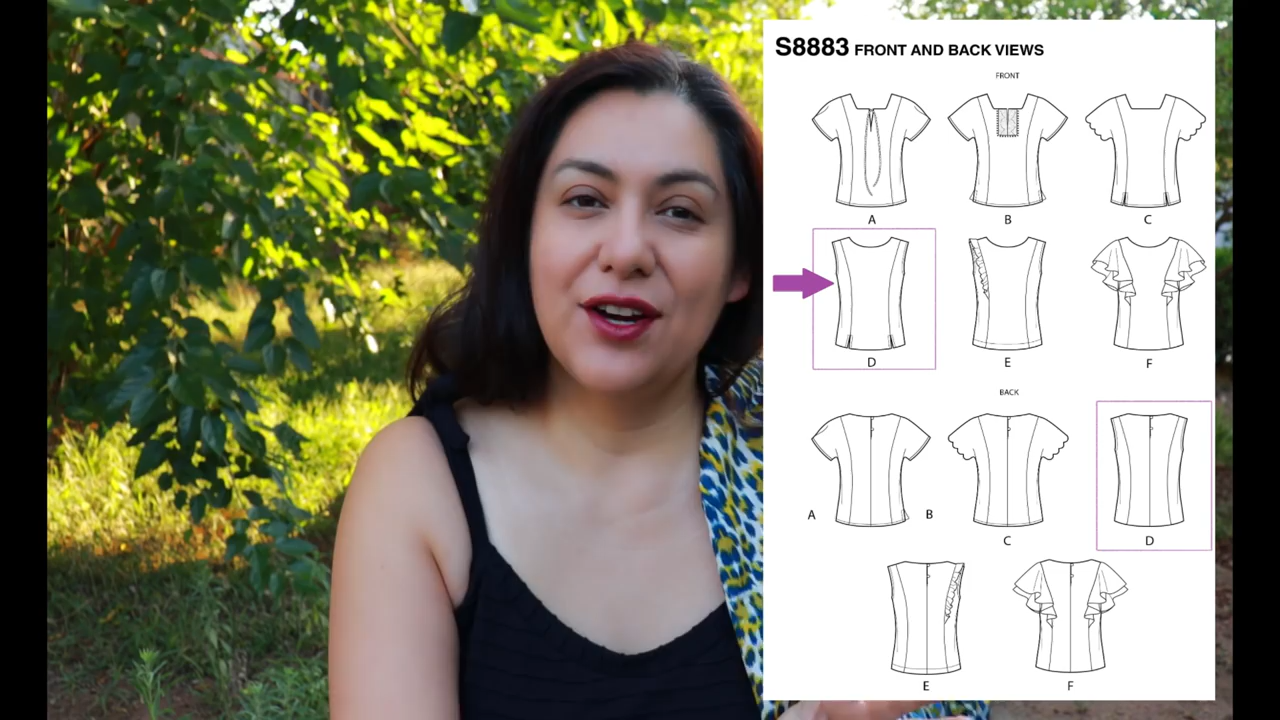 S8883 FRONT AND BACK VIEWS
FRONT
A B C
D E F
BACK
A B C D
E F